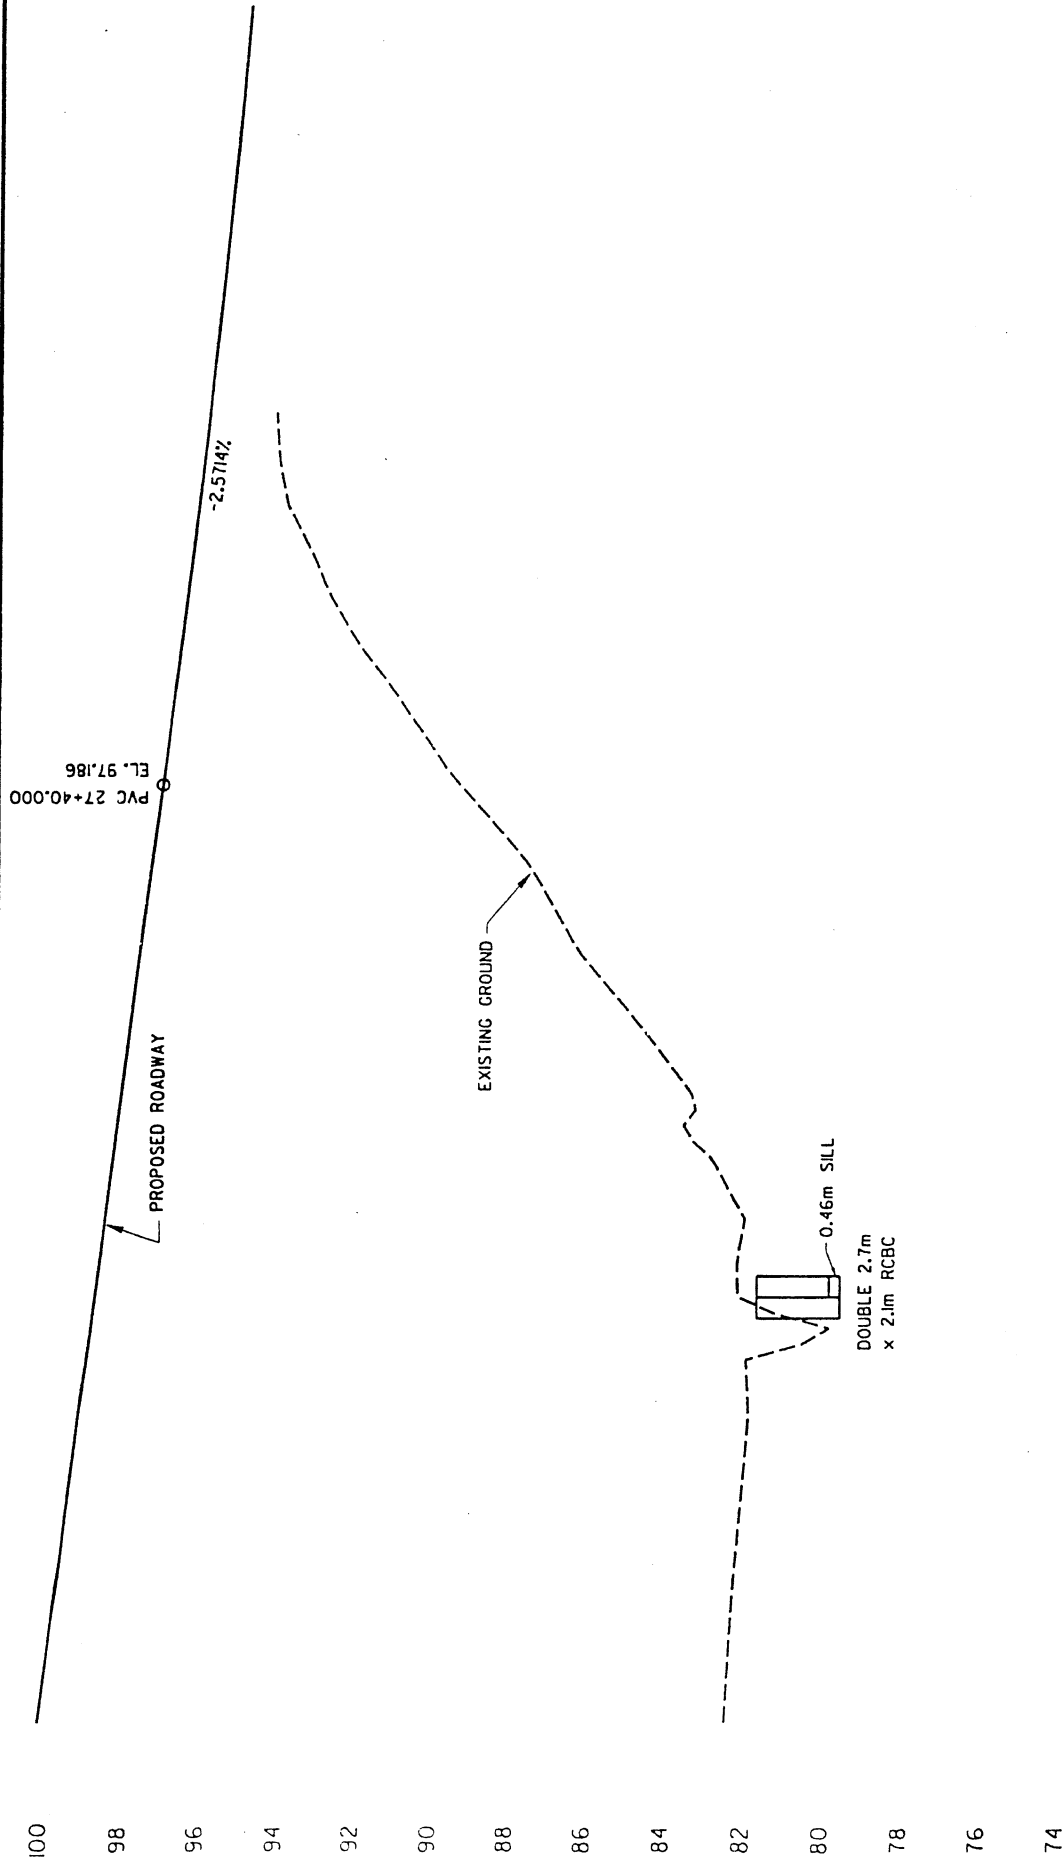 PVC 27+40.000
EL. 97.186
-2.5714%
PROPOSED ROADWAY
EXISTING GROUND
0.46m SILL
DOUBLE 2.7m
x 2.1m RCBC
100
98
96
94
92
90
88
86
84
82
80
78
76
74